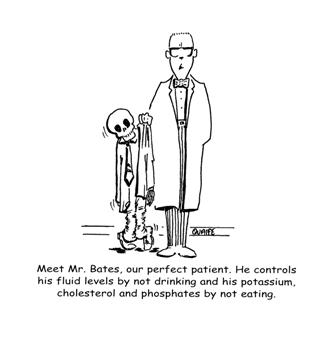 QUAIFE
Meet Mr. Bates, our perfect patient. He controls
his fluid levels by not drinking and his potassium,
cholesterol and phosphates by not eating.